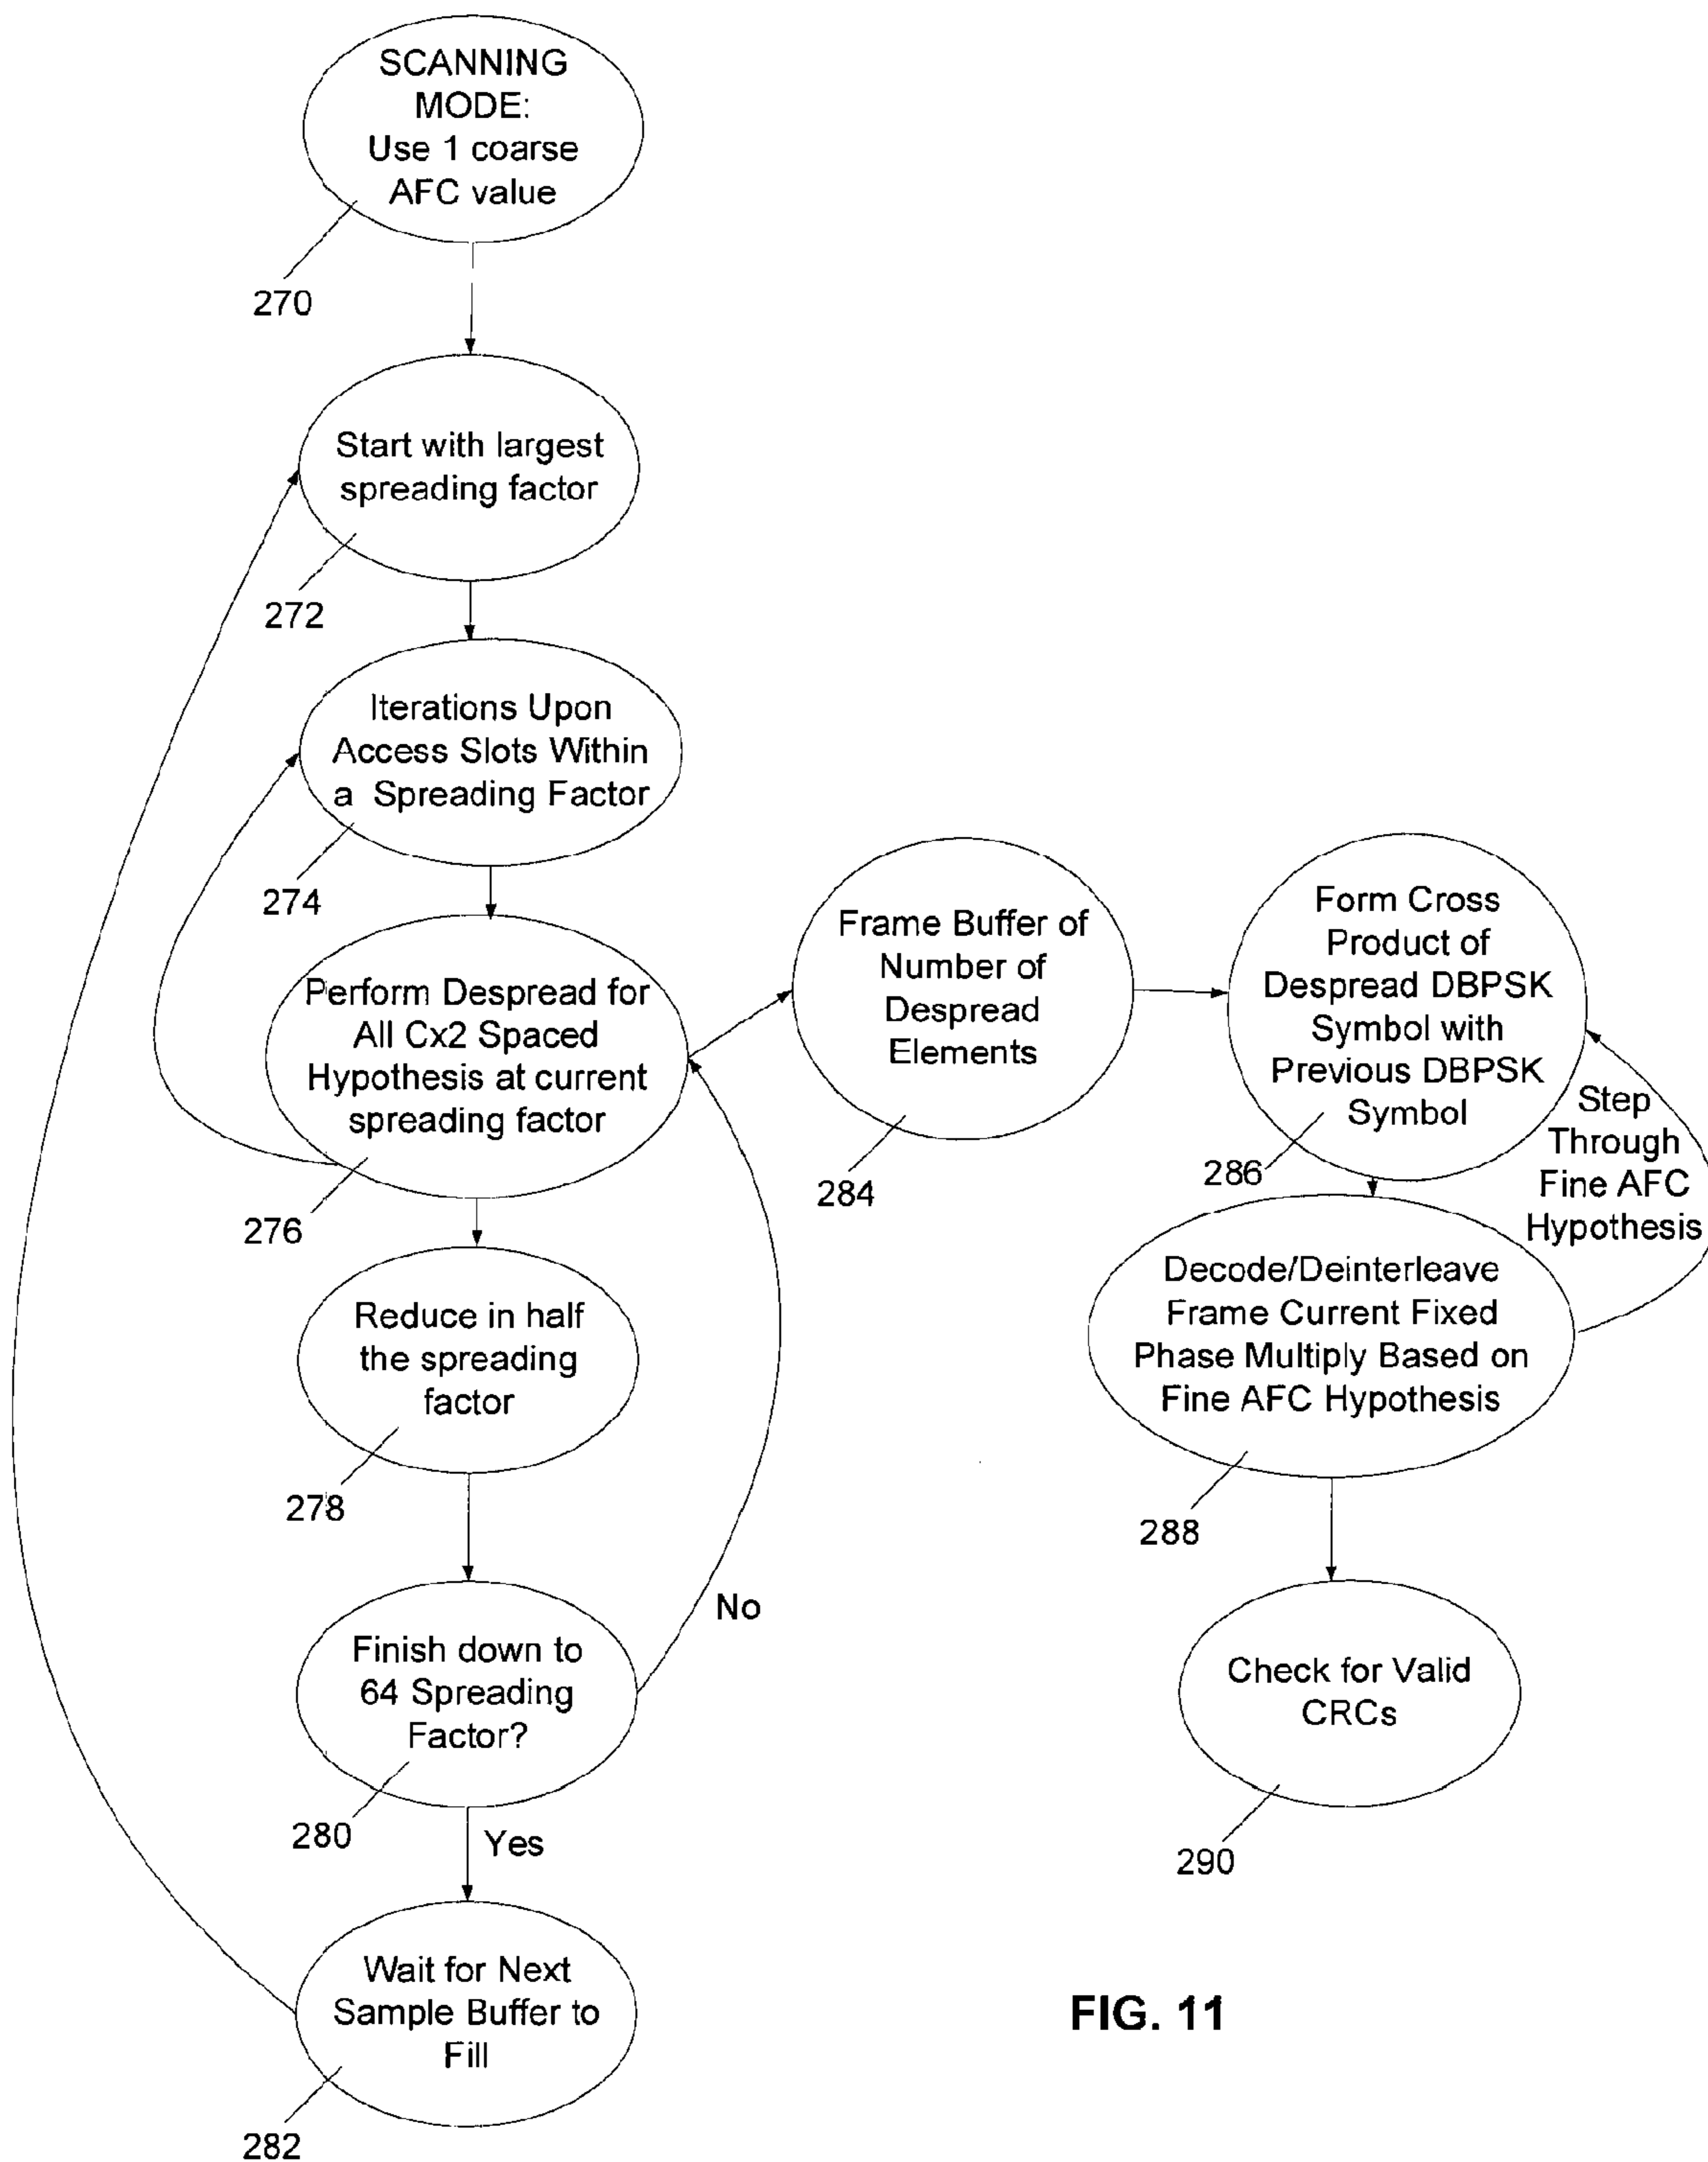 SCANNING
MODE:
Use 1 coarse
AFC value
270
Start with largest
spreading factor
272
Iterations Upon
Access Slots Within
a Spreading Factor
274
Perform Despread for
All Cx2 Spaced
Hypothesis at current
spreading factor
276
Reduce in half
the spreading
factor
278
Finish down to
64 Spreading
Factor?
280
No
Yes
Wait for Next
Sample Buffer to
Fill
282
Frame Buffer of
Number of
Despread
Elements
284
Form Cross
Product of
Despread DBPSK
Symbol with
Previous DBPSK
Symbol
286
Step
Through
Fine AFC
Hypothesis
Decode/Deinterleave
Frame Current Fixed
Phase Multiply Based on
Fine AFC Hypothesis
288
Check for Valid
CRCs
290
FIG. 11